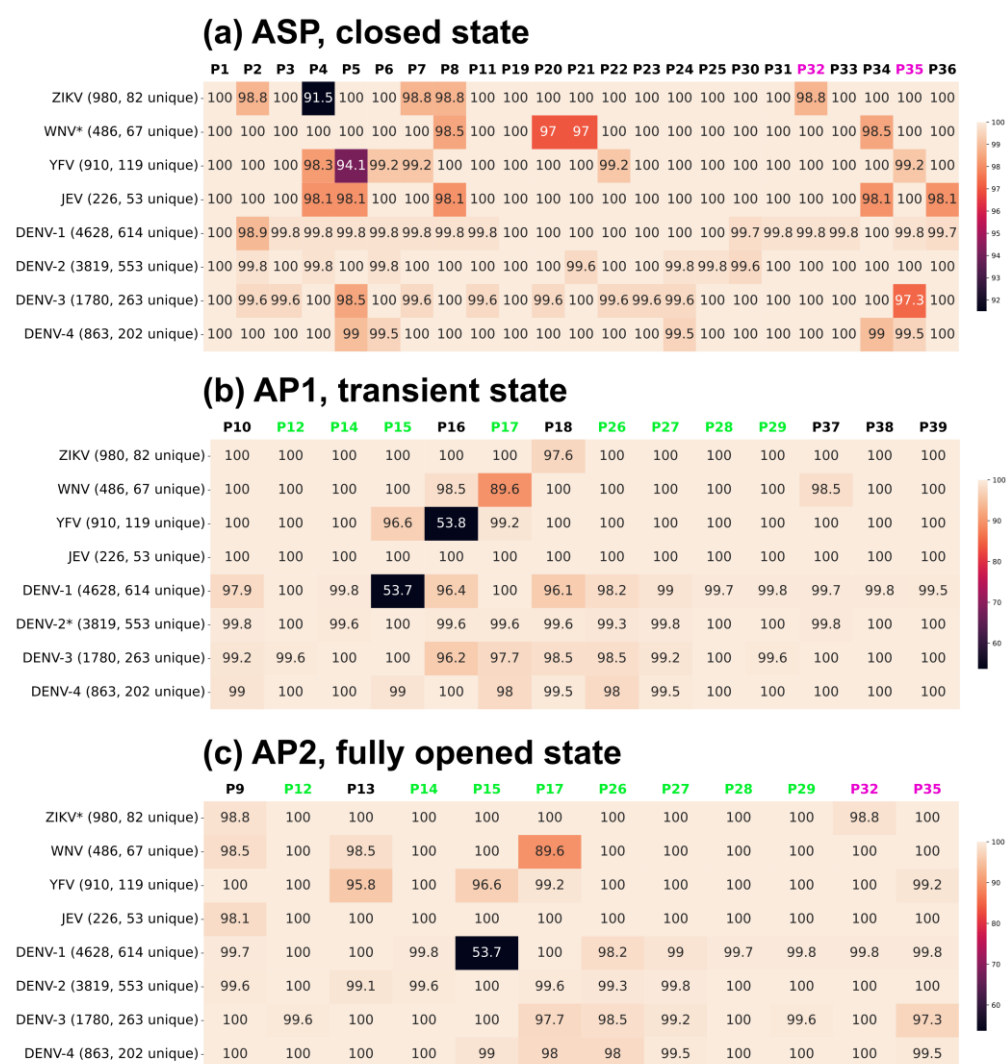 (a) ASP, closed state
P1 P2 P3 P4 P5 P6 P7 P8 P11 P19 P20 P21 P22 P23 P24 P25 P30 P31 P32 P33 P34 P35 P36
ZIKV (980, 82 unique) 100 98.8 100 91.5 100 100 98.8 98.8 100 100 100 100 100 100 100 100 100 100 98.8 100 100 100 100
WNV* (486, 67 unique) 100 100 100 100 100 100 100 98.5 100 100 97 97 100 100 100 100 100 100 100 100 98.5 100 100
YFV (910, 119 unique) 100 100 100 98.3 94.1 99.2 99.2 100 100 100 100 100 99.2 100 100 100 100 100 100 100 100 99.2 100
JEV (226, 53 unique) 100 100 100 98.1 98.1 100 100 98.1 100 100 100 100 100 100 100 100 100 100 100 100 98.1 100 98.1
DENV-1 (4628, 614 unique) 100 98.9 99.8 99.8 99.8 99.8 99.8 99.8 99.8 100 100 100 100 100 100 100 99.7 99.8 99.8 99.8 100 99.8 99.7
DENV-2 (3819, 553 unique) 100 99.8 100 99.8 100 99.8 100 100 100 100 100 99.6 100 100 99.8 99.8 99.6 100 100 100 100 100 100
DENV-3 (1780, 263 unique) 100 99.6 99.6 100 98.5 100 99.6 100 99.6 100 99.6 100 99.6 99.6 99.6 100 100 100 100 100 100 97.3 100
DENV-4 (863, 202 unique) 100 100 100 100 99 99.5 100 100 100 100 100 100 100 100 99.5 100 100 100 100 100 99 99.5 100
100
99
98
97
96
95
94
93
92
(b) AP1, transient state
P10 P12 P14 P15 P16 P17 P18 P26 P27 P28 P29 P37 P38 P39
ZIKV (980, 82 unique) 100 100 100 100 100 100 97.6 100 100 100 100 100 100 100
WNV (486, 67 unique) 100 100 100 100 98.5 89.6 100 100 100 100 100 98.5 100 100
YFV (910, 119 unique) 100 100 100 96.6 53.8 99.2 100 100 100 100 100 100 100 100
JEV (226, 53 unique) 100 100 100 100 100 100 100 100 100 100 100 100 100 100
DENV-1 (4628, 614 unique) 97.9 100 99.8 53.7 96.4 100 96.1 98.2 99 99.7 99.8 99.7 99.8 99.5
DENV-2* (3819, 553 unique) 99.8 100 99.6 100 99.6 99.6 99.6 99.3 99.8 100 100 99.8 100 100
DENV-3 (1780, 263 unique) 99.2 99.6 100 100 96.2 97.7 98.5 98.5 99.2 100 99.6 100 100 100
DENV-4 (863, 202 unique) 99 100 100 99 100 98 99.5 98 99.5 100 100 100 100 100
100
90
80
70
60
(c) AP2, fully opened state
P9 P12 P13 P14 P15 P17 P26 P27 P28 P29 P32 P35
ZIKV* (980, 82 unique) 98.8 100 100 100 100 100 100 100 100 100 98.8 100
WNV (486, 67 unique) 98.5 100 98.5 100 100 89.6 100 100 100 100 100 100
YFV (910, 119 unique) 100 100 95.8 100 96.6 99.2 100 100 100 100 100 99.2
JEV (226, 53 unique) 98.1 100 100 100 100 100 100 100 100 100 100 100
DENV-1 (4628, 614 unique) 99.7 100 100 99.8 53.7 100 98.2 99 99.7 99.8 99.8 99.8
DENV-2 (3819, 553 unique) 99.6 100 99.1 99.6 100 99.6 99.3 99.8 100 100 100 100
DENV-3 (1780, 263 unique) 100 99.6 100 100 100 97.7 98.5 99.2 100 99.6 100 97.3
DENV-4 (863, 202 unique) 100 100 100 100 99 98 98 99.5 100 100 100 99.5
100
90
80
70
60